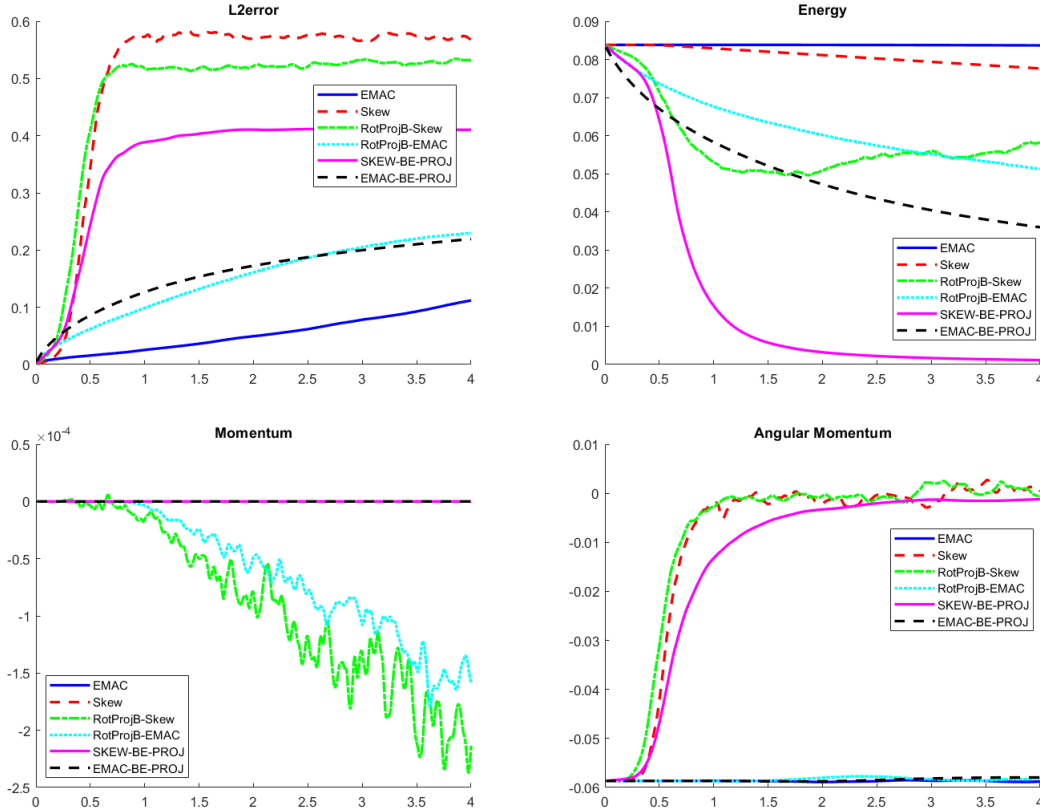 L2error
0.6
0.5
0.4
0.3
0.2
0.1
0
0 0.5 1 1.5 2 2.5 3 3.5 4
EMAC
Skew
RotProjB-Skew
RotProjB-EMAC
SKEW-BE-PROJ
EMAC-BE-PROJ
Energy
0.09
0.08
0.07
0.06
0.05
0.04
0.03
0.02
0.01
0
0 0.5 1 1.5 2 2.5 3 3.5 4
EMAC
Skew
RotProjB-Skew
RotProjB-EMAC
SKEW-BE-PROJ
EMAC-BE-PROJ
Momentum
×10-4
0.5
0
-0.5
-1
-1.5
-2
-2.5
0 0.5 1 1.5 2 2.5 3 3.5 4
EMAC
Skew
RotProjB-Skew
RotProjB-EMAC
SKEW-BE-PROJ
EMAC-BE-PROJ
Angular Momentum
0.01
0
-0.01
-0.02
-0.03
-0.04
-0.05
-0.06
0 0.5 1 1.5 2 2.5 3 3.5 4
EMAC
Skew
RotProjB-Skew
RotProjB-EMAC
SKEW-BE-PROJ
EMAC-BE-PROJ